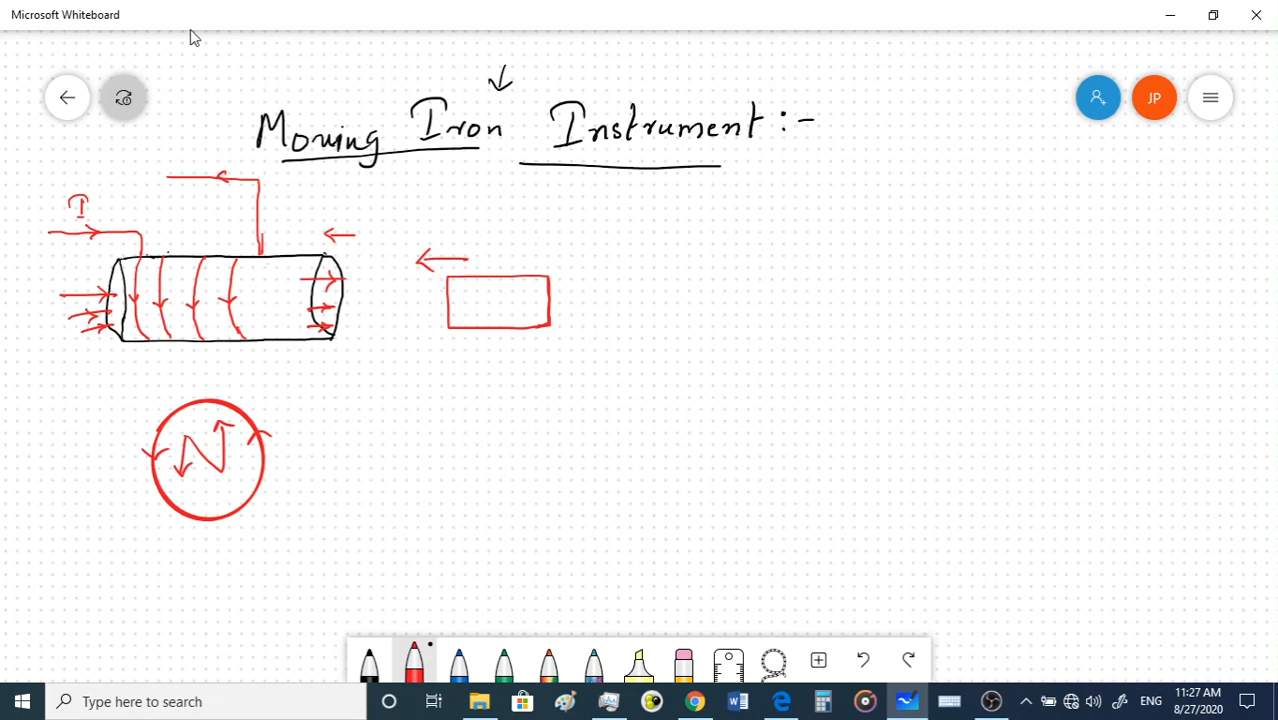 Microsoft Whiteboard
JP
Moving Iron Instrument :-
I
N
Type here to search
W
ENG
11:27 AM
8/27/2020